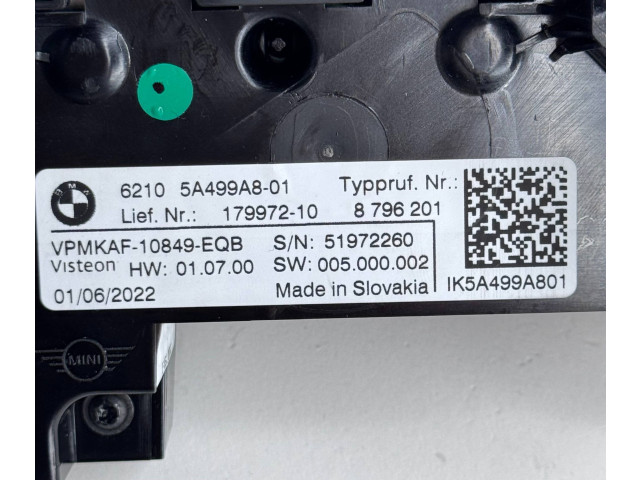 BMW
6210 5A499A8-01 Typpruf. Nr.:
Lief. Nr.: 179972-10 8 796 201
VPMKAF-10849-EQB S/N: 51972260
Visteon HW: 01.07.00 SW: 005.000.002
01/06/2022 Made in Slovakia IK5A499A801
MINI